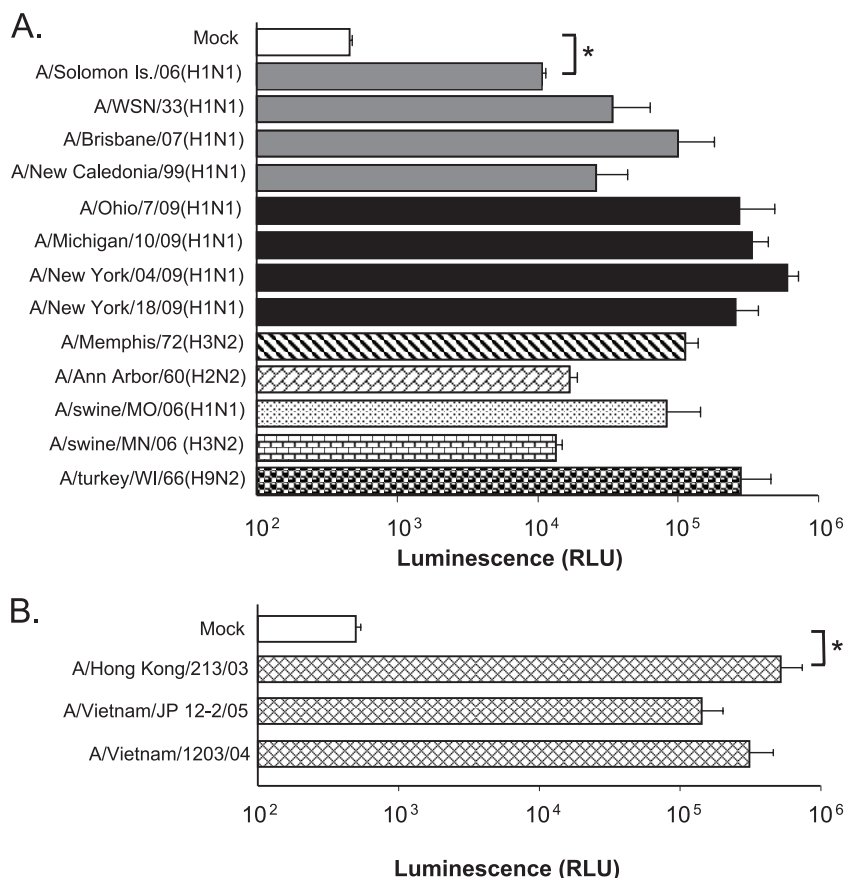 A.
Mock
*
A/Solomon Is./06(H1N1)
A/WSN/33(H1N1)
A/Brisbane/07(H1N1)
A/New Caledonia/99(H1N1)
A/Ohio/7/09(H1N1)
A/Michigan/10/09(H1N1)
A/New York/04/09(H1N1)
A/New York/18/09(H1N1)
A/Memphis/72(H3N2)
A/Ann Arbor/60(H2N2)
A/swine/MO/06(H1N1)
A/swine/MN/06 (H3N2)
A/turkey/WI/66(H9N2)
10² 10³ 10⁴ 10⁵ 10⁶
Luminescence (RLU)
B.
Mock
*
A/Hong Kong/213/03
A/Vietnam/JP 12-2/05
A/Vietnam/1203/04
10² 10³ 10⁴ 10⁵ 10⁶
Luminescence (RLU)